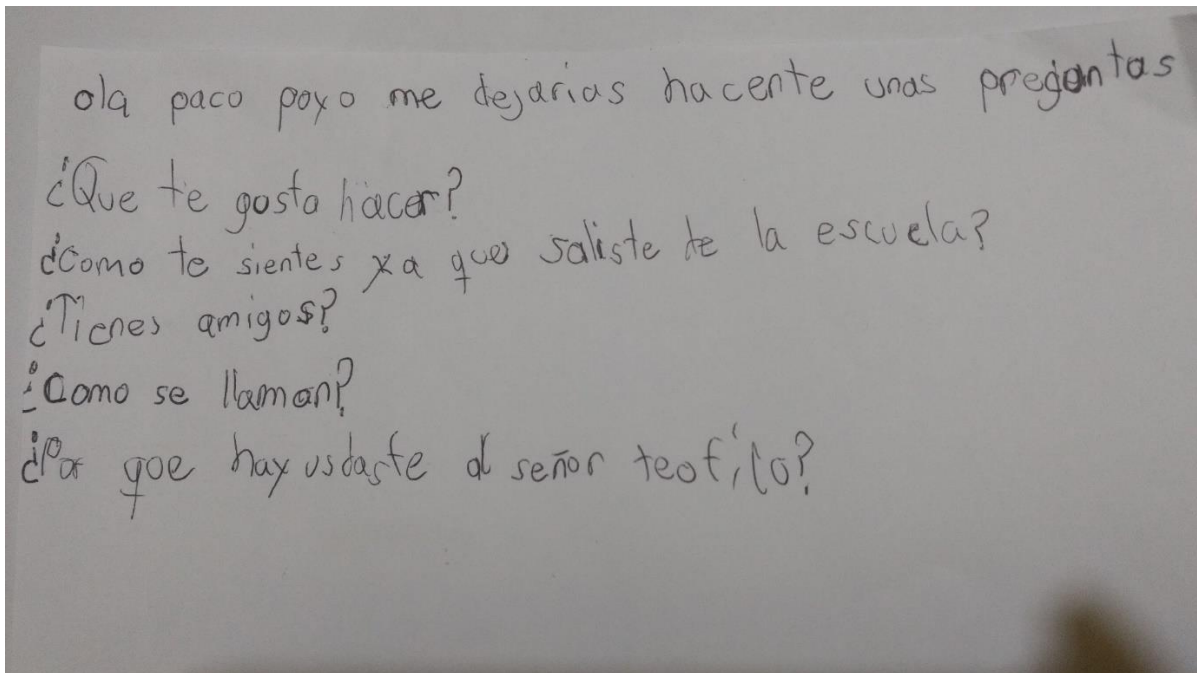 ola paco poyo me dejarias hacente unas pregantas
¿Que te gosta hacer?
¿como te sientes ya que saliste de la escuela?
¿Tienes amigos?
¿Como se llaman?
¿Por qoe hay usdaste al señor teofilo?